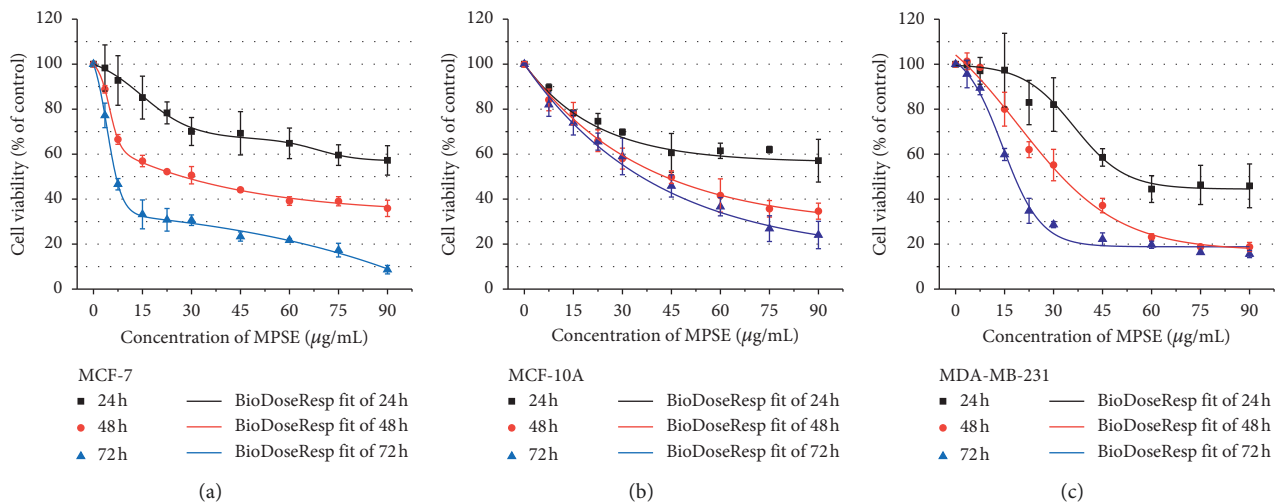 120
100
80
60
40
20
0
Cell viability (% of control)
0 15 30 45 60 75 90
Concentration of MPSE (μg/mL)
MCF-7
24 h BioDoseResp fit of 24 h
48 h BioDoseResp fit of 48 h
72 h BioDoseResp fit of 72 h
(a)
120
100
80
60
40
20
0
Cell viability (% of control)
0 15 30 45 60 75 90
Concentration of MPSE (μg/mL)
MCF-10A
24 h BioDoseResp fit of 24 h
48 h BioDoseResp fit of 48 h
72 h BioDoseResp fit of 72 h
(b)
120
100
80
60
40
20
0
Cell viability (% of control)
0 15 30 45 60 75 90
Concentration of MPSE (μg/mL)
MDA-MB-231
24 h BioDoseResp fit of 24 h
48 h BioDoseResp fit of 48 h
72 h BioDoseResp fit of 72 h
(c)